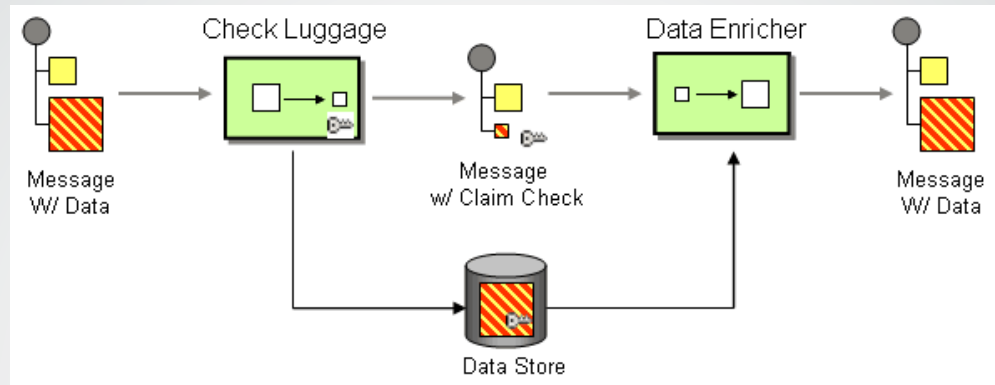 Check Luggage
Data Enricher
Message
W/ Data
Message
w/ Claim Check
Message
W/ Data
Data Store